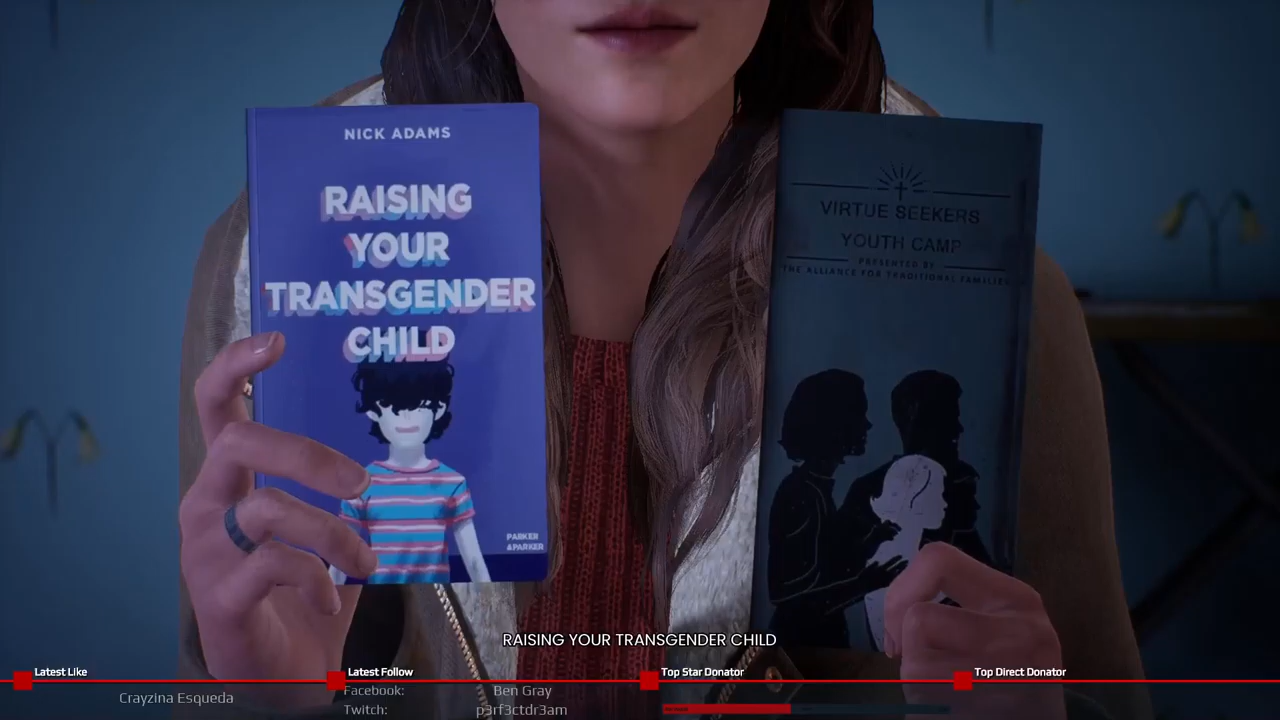 NICK ADAMS
RAISING
YOUR
TRANSGENDER
CHILD
PARKER
&PARKER
VIRTUE SEEKERS
YOUTH CAMP
PRESENTED BY
THE ALLIANCE FOR TRADITIONAL FAMILIES
RAISING YOUR TRANSGENDER CHILD
Latest Like
Crayzina Esqueda
Latest Follow
Facebook: Ben Gray
Twitch: p3rf3ctdr3am
Top Star Donator
Top Direct Donator